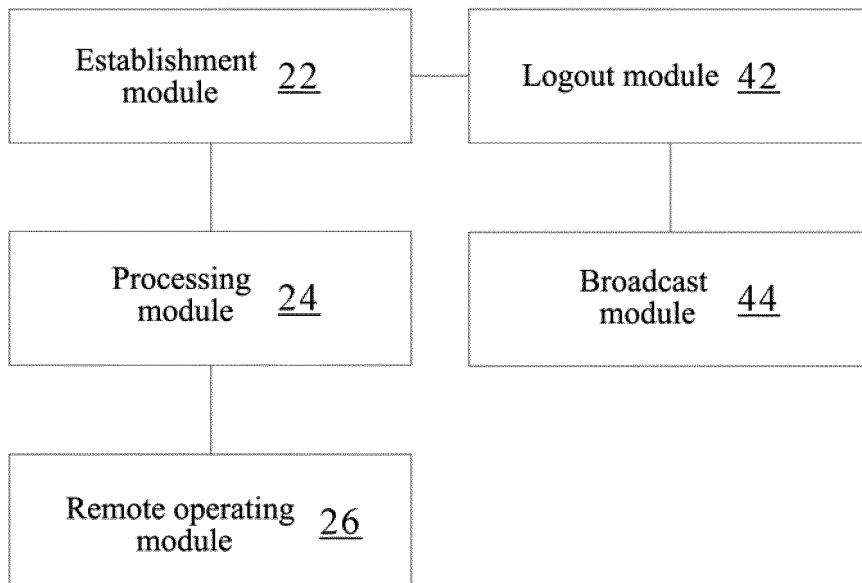 Establishment
module 22
Logout module 42
Processing
module 24
Broadcast
module 44
Remote operating
module 26